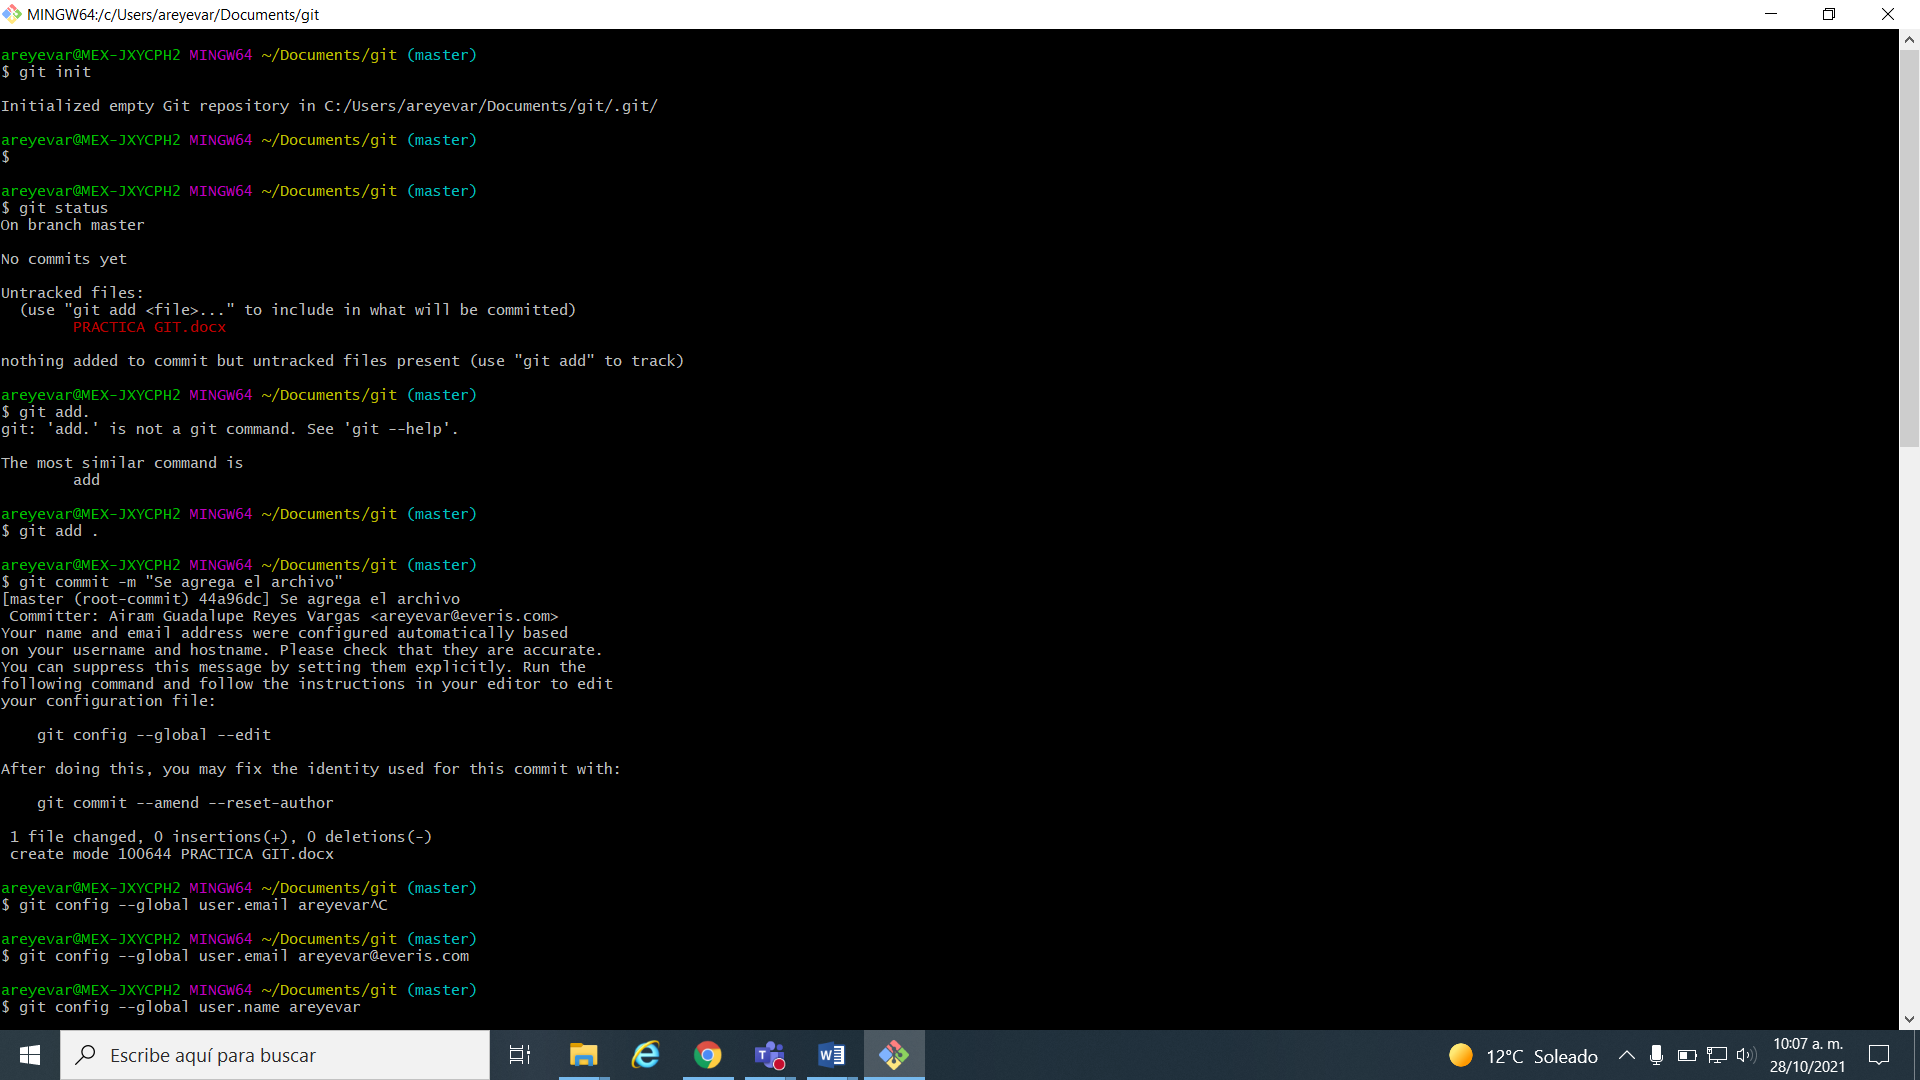 MINGW64:/c/Users/areyevar/Documents/git
areyevar@MEX-JXYCPH2 MINGW64 ~/Documents/git (master)
$ git init
Initialized empty Git repository in C:/Users/areyevar/Documents/git/.git/
areyevar@MEX-JXYCPH2 MINGW64 ~/Documents/git (master)
$
areyevar@MEX-JXYCPH2 MINGW64 ~/Documents/git (master)
$ git status
On branch master
No commits yet
Untracked files:
  (use "git add <file>..." to include in what will be committed)
        PRACTICA GIT.docx
nothing added to commit but untracked files present (use "git add" to track)
areyevar@MEX-JXYCPH2 MINGW64 ~/Documents/git (master)
$ git add.
git: 'add.' is not a git command. See 'git --help'.
The most similar command is
        add
areyevar@MEX-JXYCPH2 MINGW64 ~/Documents/git (master)
$ git add .
areyevar@MEX-JXYCPH2 MINGW64 ~/Documents/git (master)
$ git commit -m "Se agrega el archivo"
[master (root-commit) 44a96dc] Se agrega el archivo
 Committer: Airam Guadalupe Reyes Vargas <areyevar@everis.com>
Your name and email address were configured automatically based
on your username and hostname. Please check that they are accurate.
You can suppress this message by setting them explicitly. Run the
following command and follow the instructions in your editor to edit
your configuration file:
    git config --global --edit
After doing this, you may fix the identity used for this commit with:
    git commit --amend --reset-author
 1 file changed, 0 insertions(+), 0 deletions(-)
 create mode 100644 PRACTICA GIT.docx
areyevar@MEX-JXYCPH2 MINGW64 ~/Documents/git (master)
$ git config --global user.email areyevar^C
areyevar@MEX-JXYCPH2 MINGW64 ~/Documents/git (master)
$ git config --global user.email areyevar@everis.com
areyevar@MEX-JXYCPH2 MINGW64 ~/Documents/git (master)
$ git config --global user.name areyevar
Escribe aquí para buscar
12°C Soleado
10:07 a. m.
28/10/2021